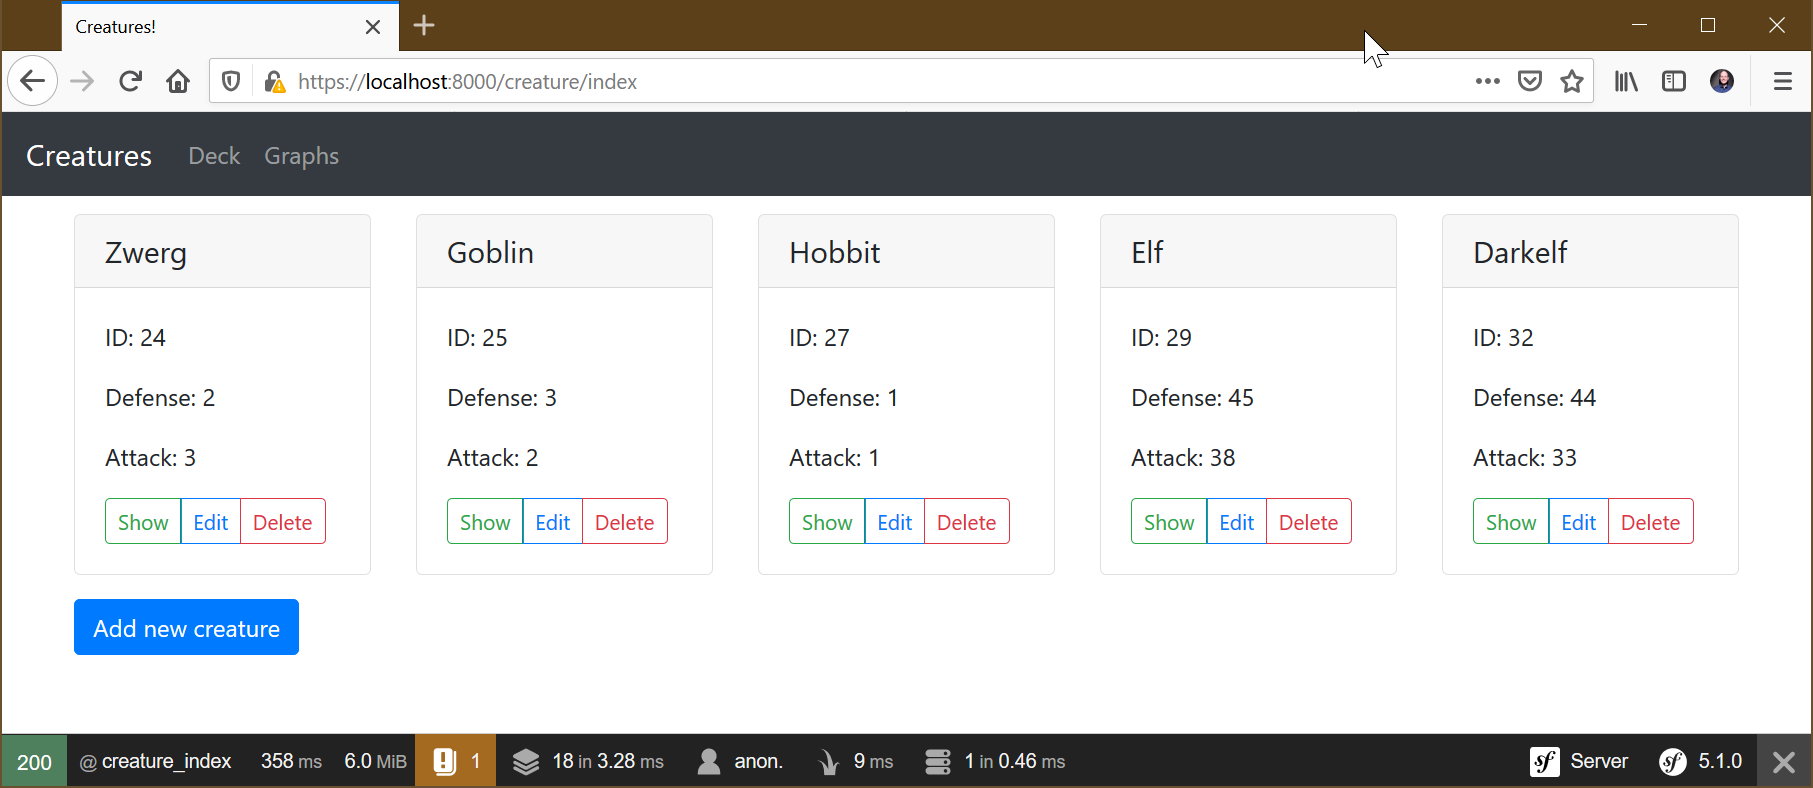 Creatures!
https://localhost:8000/creature/index
Creatures Deck Graphs
Zwerg
ID: 24
Defense: 2
Attack: 3
Show Edit Delete
Goblin
ID: 25
Defense: 3
Attack: 2
Show Edit Delete
Hobbit
ID: 27
Defense: 1
Attack: 1
Show Edit Delete
Elf
ID: 29
Defense: 45
Attack: 38
Show Edit Delete
Darkelf
ID: 32
Defense: 44
Attack: 33
Show Edit Delete
Add new creature
200 @ creature_index 358 ms 6.0 MiB 1 18 in 3.28 ms anon. 9 ms 1 in 0.46 ms sf Server sf 5.1.0